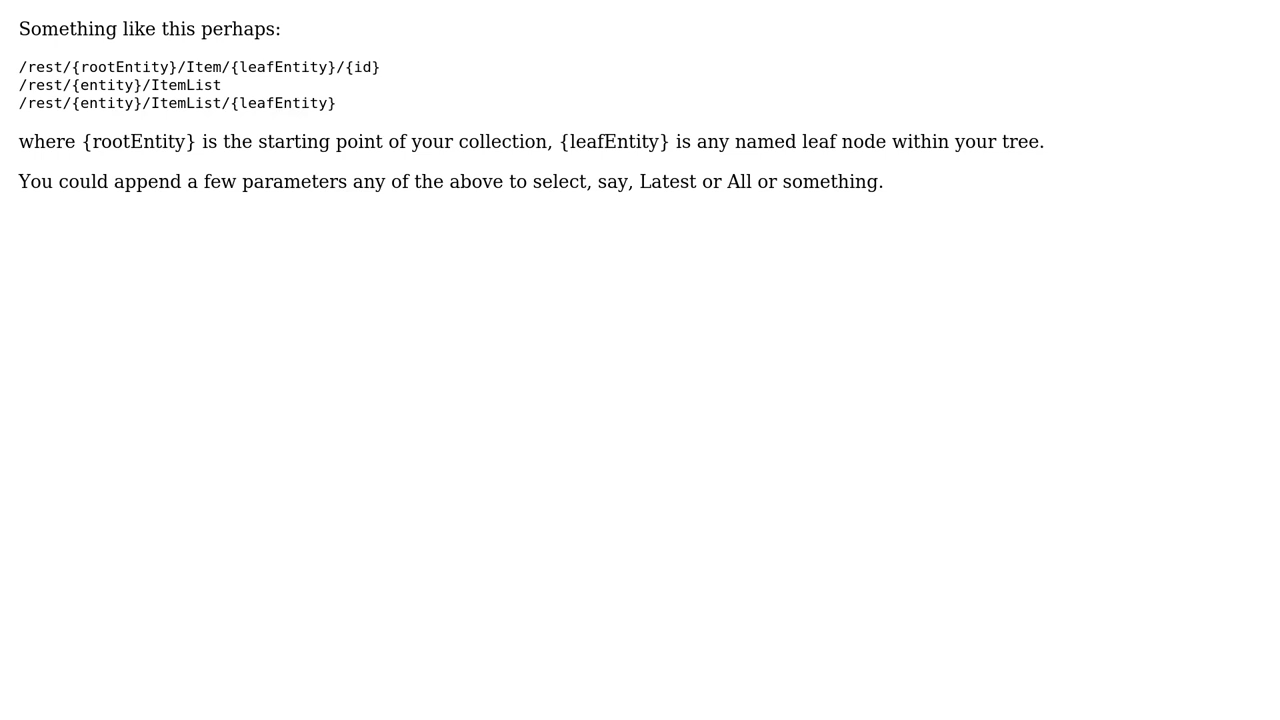 Something like this perhaps:
/rest/{rootEntity}/Item/{leafEntity}/{id}
/rest/{entity}/ItemList
/rest/{entity}/ItemList/{leafEntity}
where {rootEntity} is the starting point of your collection, {leafEntity} is any named leaf node within your tree.
You could append a few parameters any of the above to select, say, Latest or All or something.